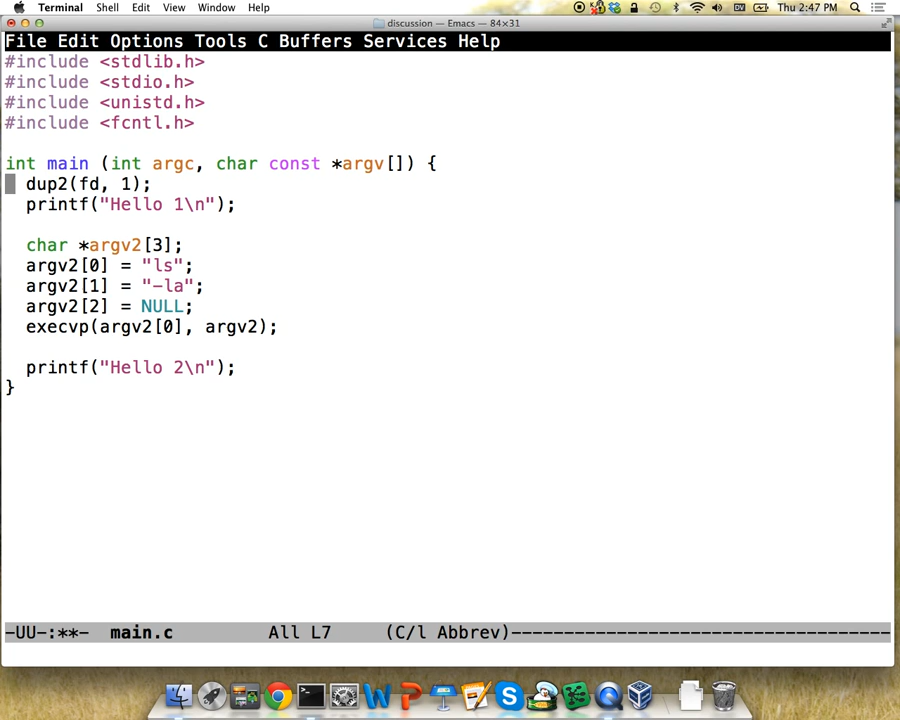 Terminal Shell Edit View Window Help Thu 2:47 PM
discussion — Emacs — 84×31
File Edit Options Tools C Buffers Services Help
#include <stdlib.h>
#include <stdio.h>
#include <unistd.h>
#include <fcntl.h>
int main (int argc, char const *argv[]) {
dup2(fd, 1);
printf("Hello 1\n");
char *argv2[3];
argv2[0] = "ls";
argv2[1] = "-la";
argv2[2] = NULL;
execvp(argv2[0], argv2);
printf("Hello 2\n");
}
-UU-:**- main.c All L7 (C/l Abbrev)------------------------------------